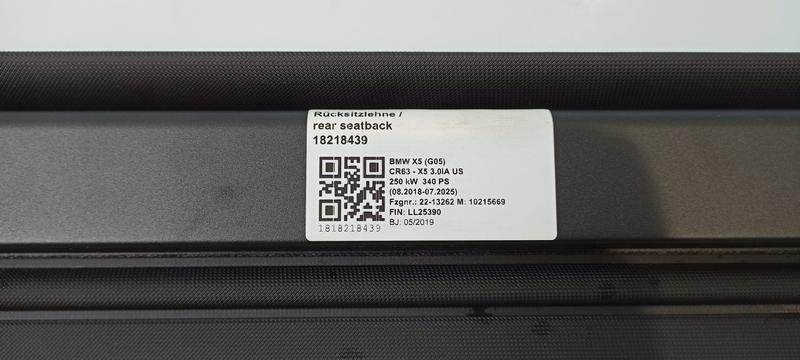 Rücksitzlehne /
rear seatback
18218439
BMW X5 (G05)
CR63 - X5 3.0iA US
250 kW 340 PS
(08.2018-07.2025)
Fzgnr.: 22-13262 M: 10215669
FIN: LL25390
BJ: 05/2019
1818218439